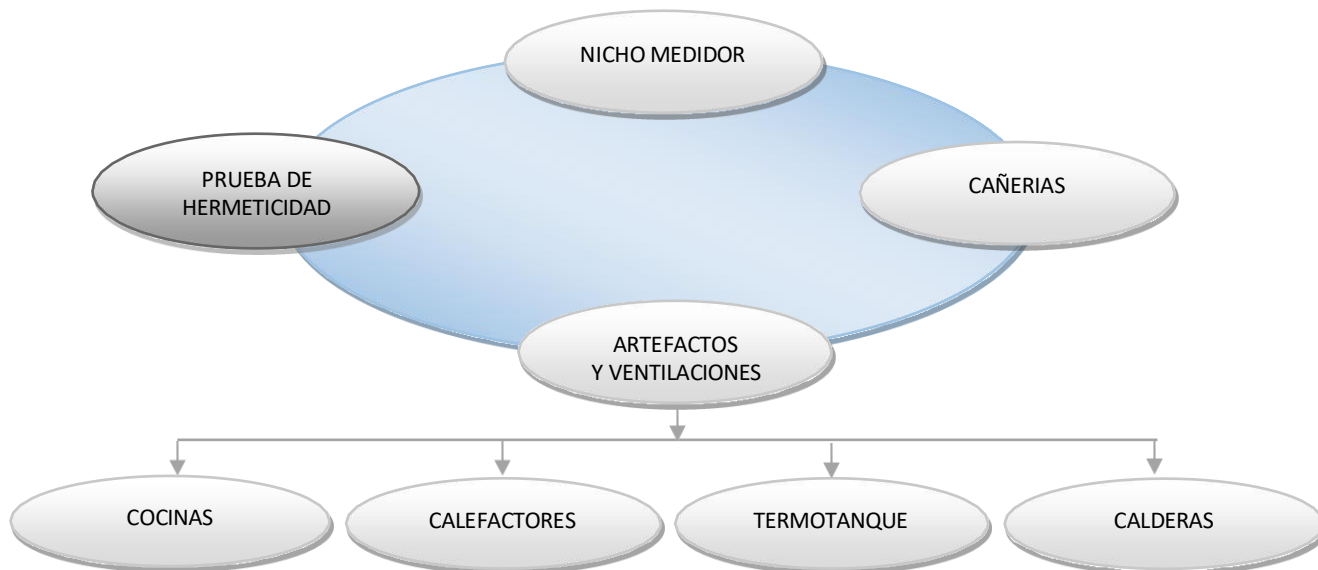 NICHO MEDIDOR
PRUEBA DE
HERMETICIDAD
CAÑERIAS
ARTEFACTOS
Y VENTILACIONES
COCINAS
CALEFACTORES
TERMOTANQUE
CALDERAS